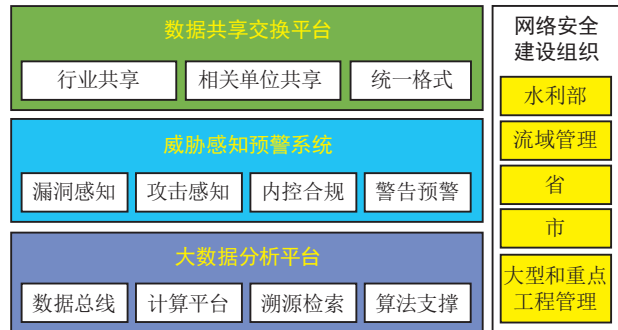 数据共享交换平台
行业共享
相关单位共享
统一格式
威胁感知预警系统
漏洞感知
攻击感知
内控合规
警告预警
大数据分析平台
数据总线
计算平台
溯源检索
算法支撑
网络安全
建设组织
水利部
流域管理
省
市
大型和重点
工程管理